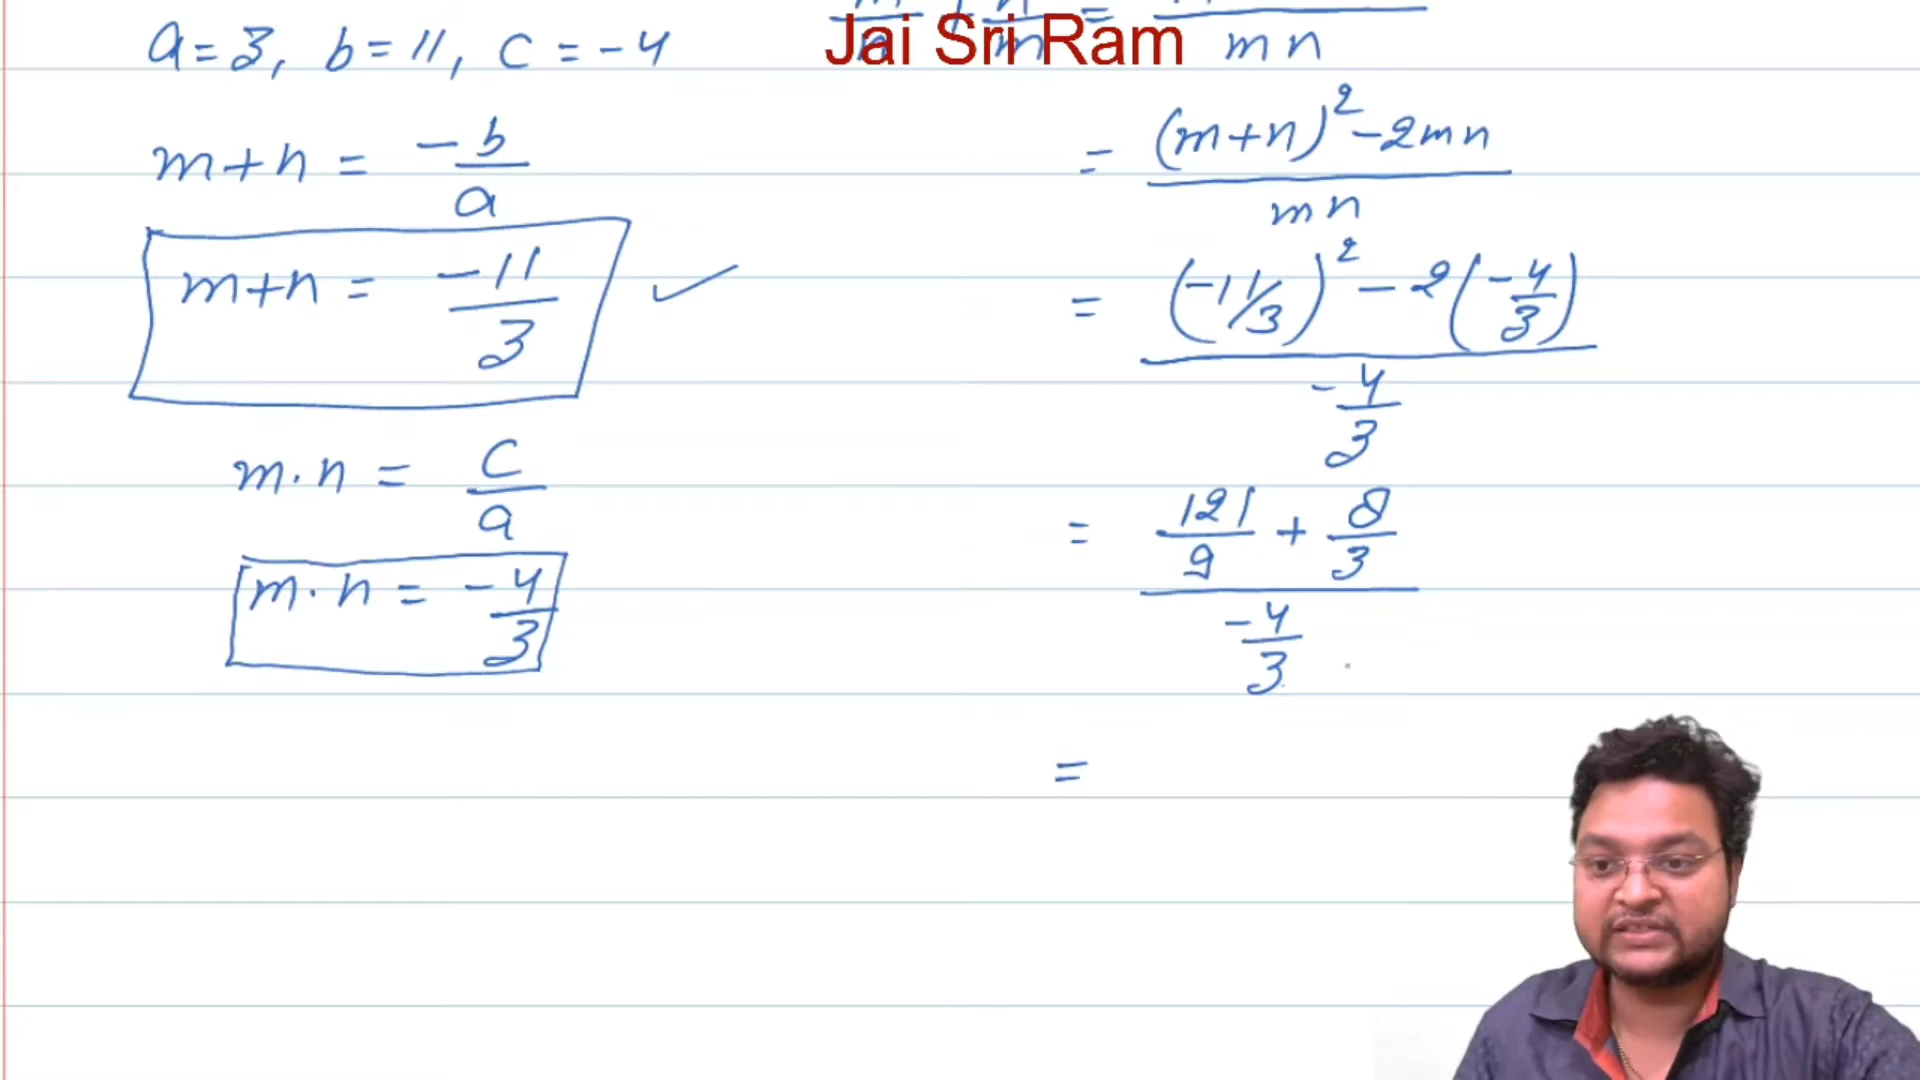 a = 3, b = 11, c = -4
m+n = -b/a
m+n = -11/3 ✓
m·n = c/a
m·n = -4/3
Jai Sri Ram
m/n + n/m =
mn
= ((m+n)² - 2mn)/mn
= ((-11/3)² - 2(-4/3))/(-4/3)
= (121/9 + 8/3)/(-4/3)
=